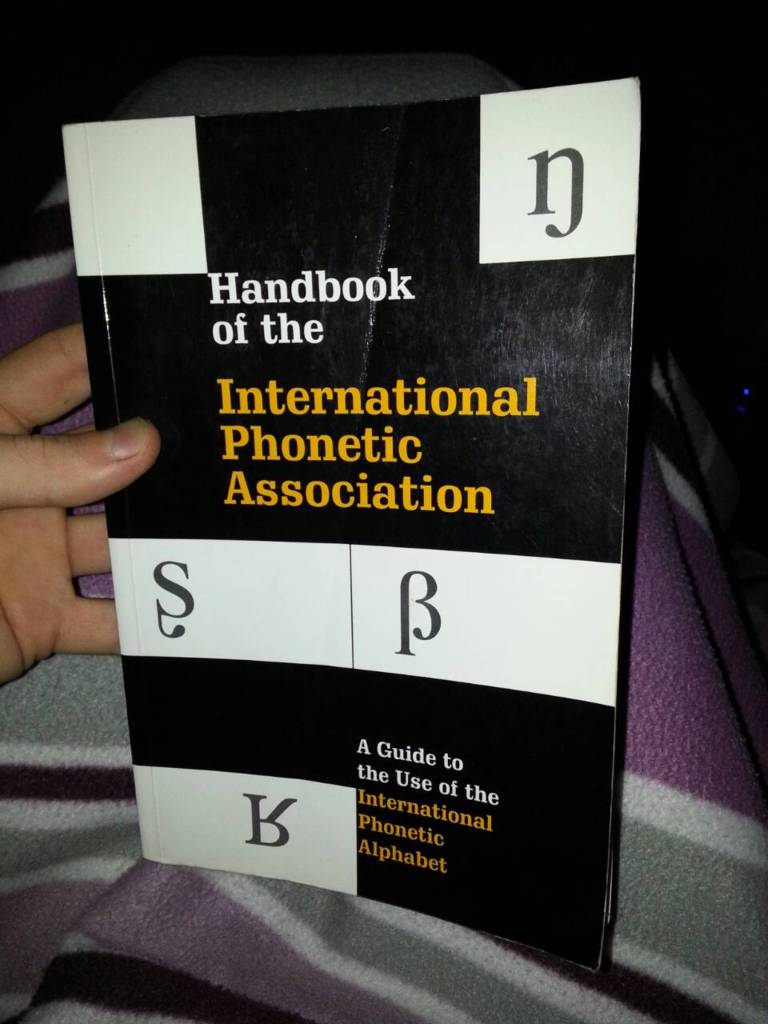 ŋ
Handbook
of the
International
Phonetic
Association
ʂ
β
A Guide to
the Use of the
International
Phonetic
Alphabet
ʁ